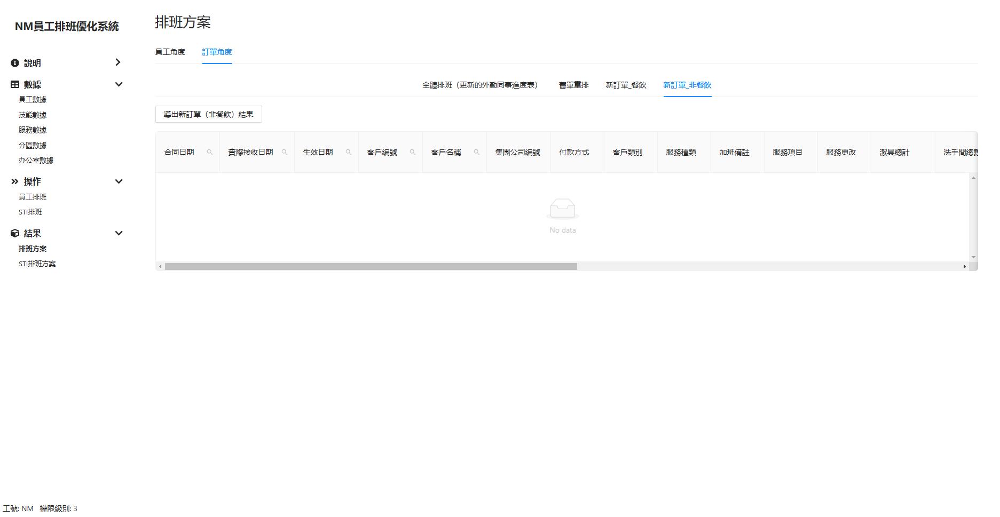 NM員工排班優化系統
說明
數據
員工數據
技能數據
服務數據
分區數據
办公室數據
操作
員工排班
STI排班
結果
排班方案
STI排班方案
工號: NM 權限級別: 3
排班方案
員工角度 訂單角度
全體排班（更新的外勤同事進度表） 舊單重排 新訂單_餐飲 新訂單_非餐飲
導出新訂單（非餐飲）結果
合同日期 實際接收日期 生效日期 客戶編號 客戶名稱 集團公司編號 付款方式 客戶類別 服務種類 加班備註 服務項目 服務更改 潔具總計 洗手間總數
No data